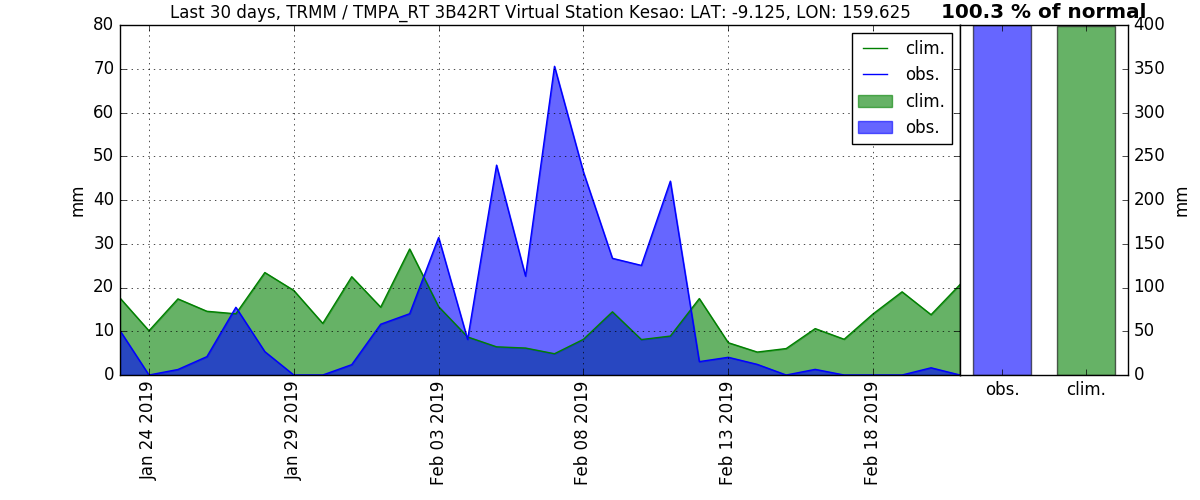 Last 30 days, TRMM / TMPA_RT 3B42RT Virtual Station Kesao: LAT: -9.125, LON: 159.625
100.3 % of normal
80
70
60
50
40
30
20
10
0
mm
clim.
obs.
clim.
obs.
400
350
300
250
200
150
100
50
0
mm
Jan 24 2019
Jan 29 2019
Feb 03 2019
Feb 08 2019
Feb 13 2019
Feb 18 2019
obs.
clim.